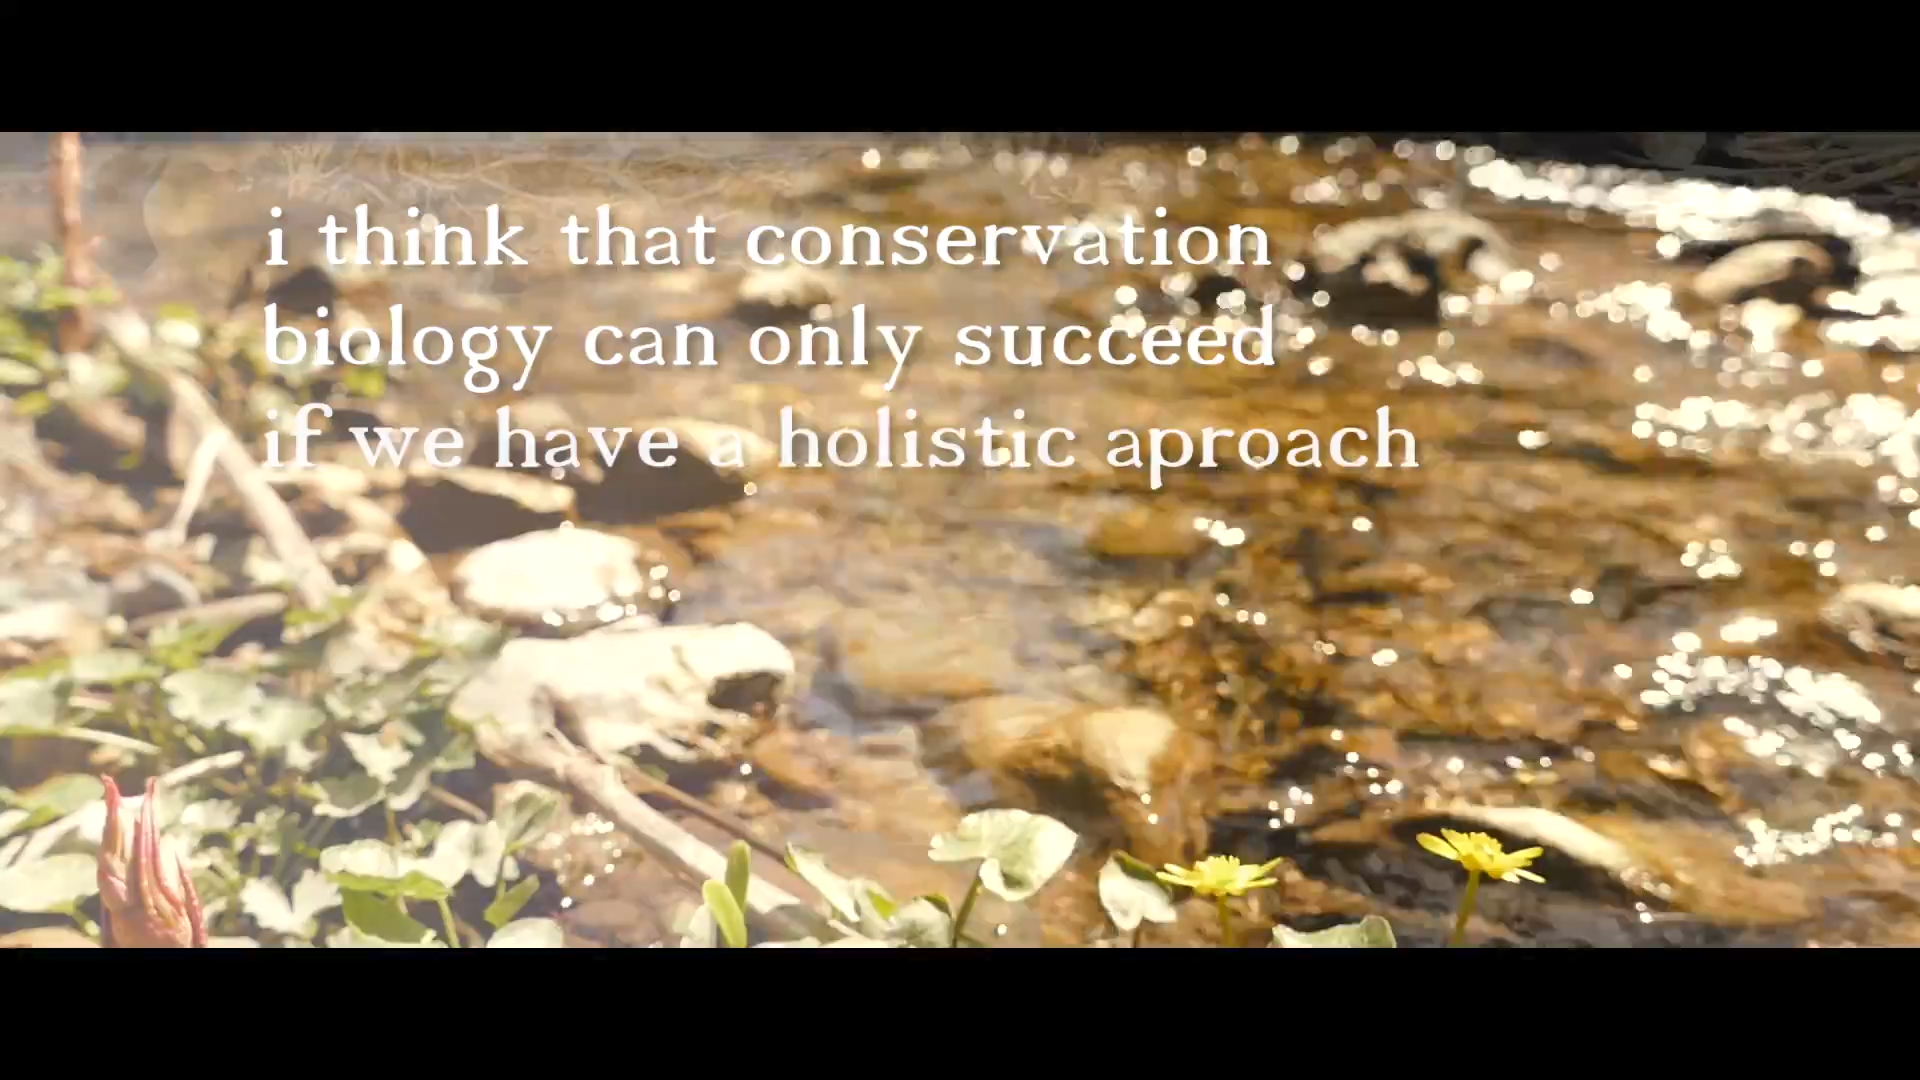 i think that conservation
biology can only succeed
if we have a holistic aproach